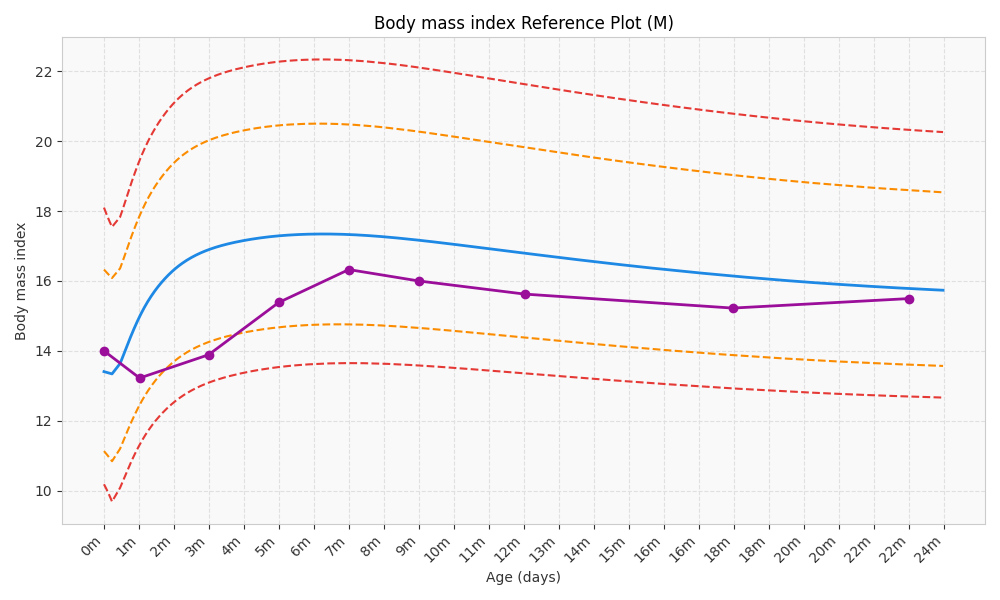 Body mass index Reference Plot (M)
Body mass index
22
20
18
16
14
12
10
0m 1m 2m 3m 4m 5m 6m 7m 8m 9m 10m 11m 12m 13m 14m 15m 16m 16m 18m 18m 20m 20m 22m 22m 24m
Age (days)